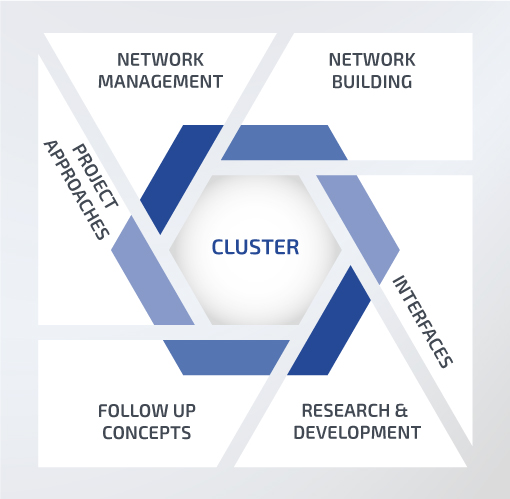 NETWORK
MANAGEMENT
NETWORK
BUILDING
PROJECT
APPROACHES
CLUSTER
INTERFACES
FOLLOW UP
CONCEPTS
RESEARCH &
DEVELOPMENT